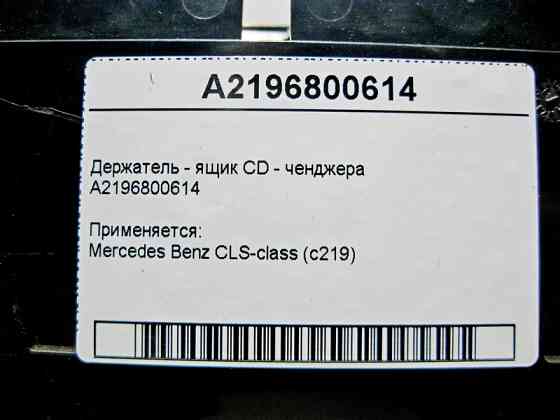 A2196800614
Держатель - ящик CD - ченджера
A2196800614
Применяется:
Mercedes Benz CLS-class (c219)